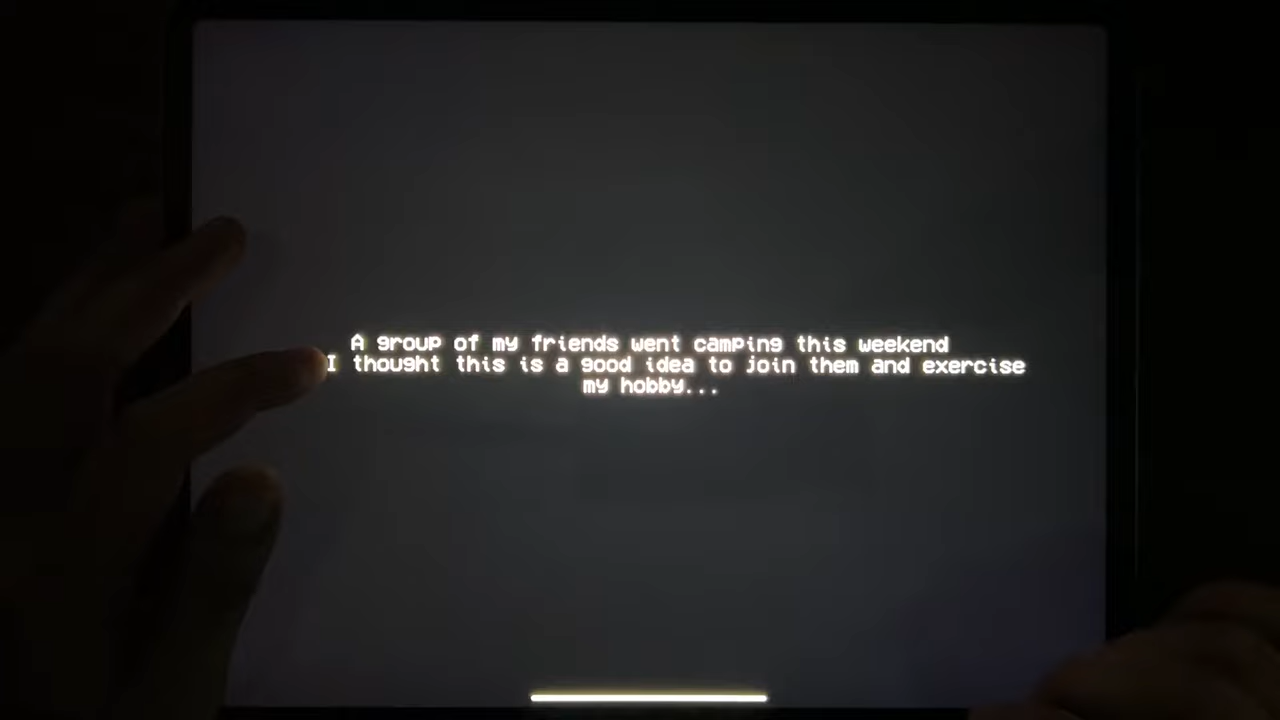 A group of my friends went camping this weekend
I thought this is a good idea to join them and exercise
my hobby...